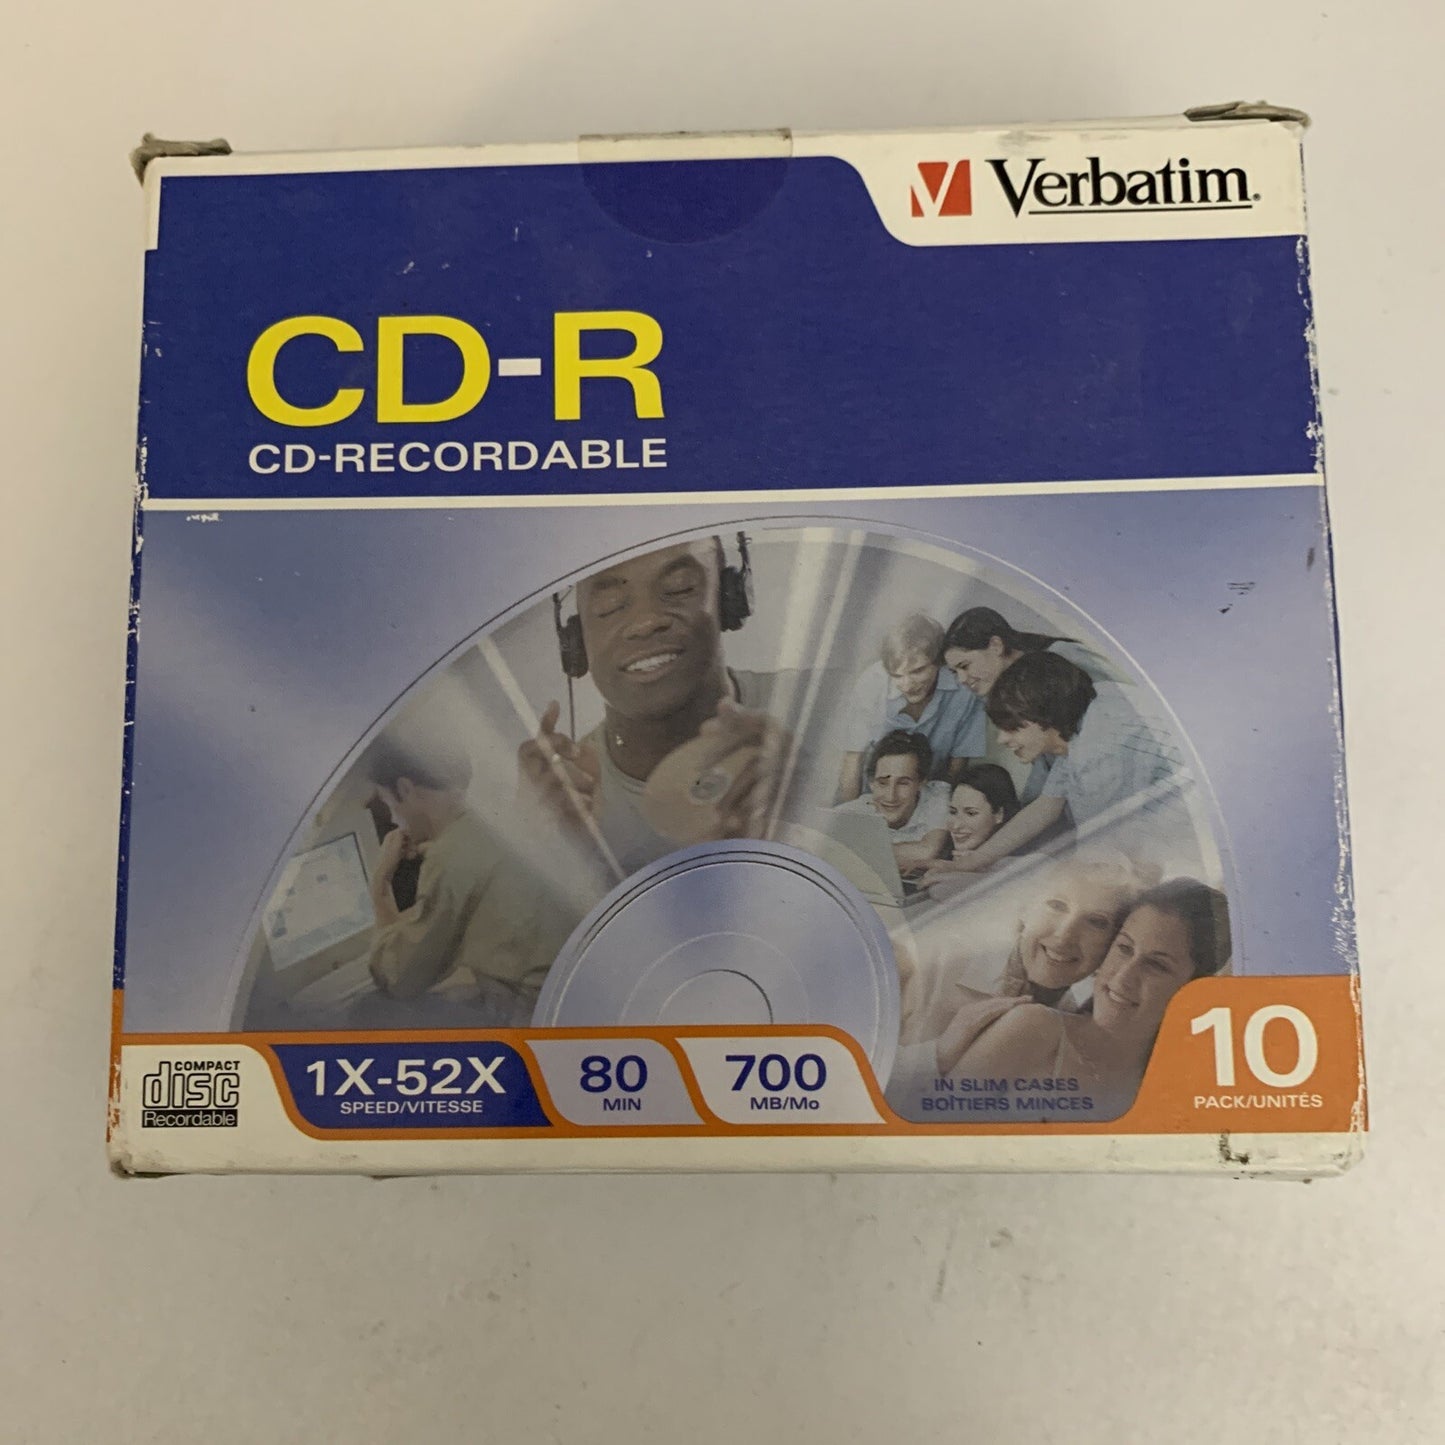 Verbatim®
CD-R
CD-RECORDABLE
COMPACT
disc
Recordable
1X-52X
SPEED/VITESSE
80
MIN
700
MB/Mo
IN SLIM CASES
BOÎTIERS MINCES
10
PACK/UNITÉS